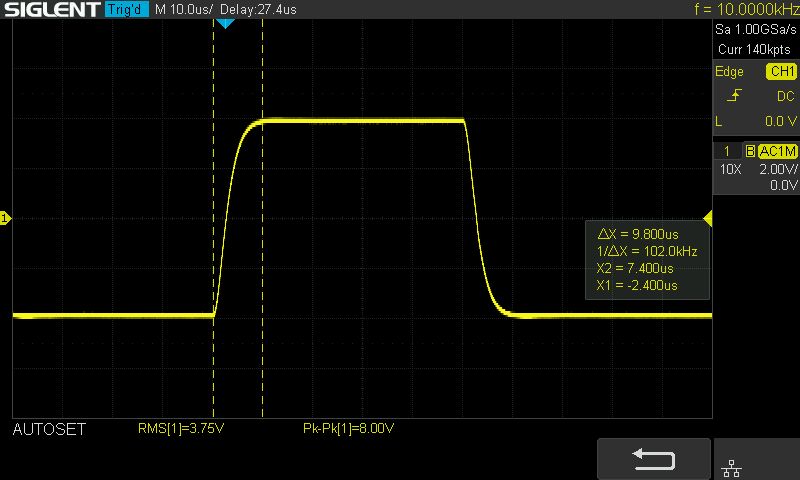 SIGLENT Trig'd M 10.0us/ Delay:27.4us f = 10.0000kHz
Sa 1.00GSa/s
Curr 140kpts
Edge CH1
DC
L 0.0 V
1 B AC1M
10X 2.00V/
0.0V
1
ΔX = 9.800us
1/ΔX = 102.0kHz
X2 = 7.400us
X1 = -2.400us
AUTOSET RMS[1]=3.75V Pk-Pk[1]=8.00V